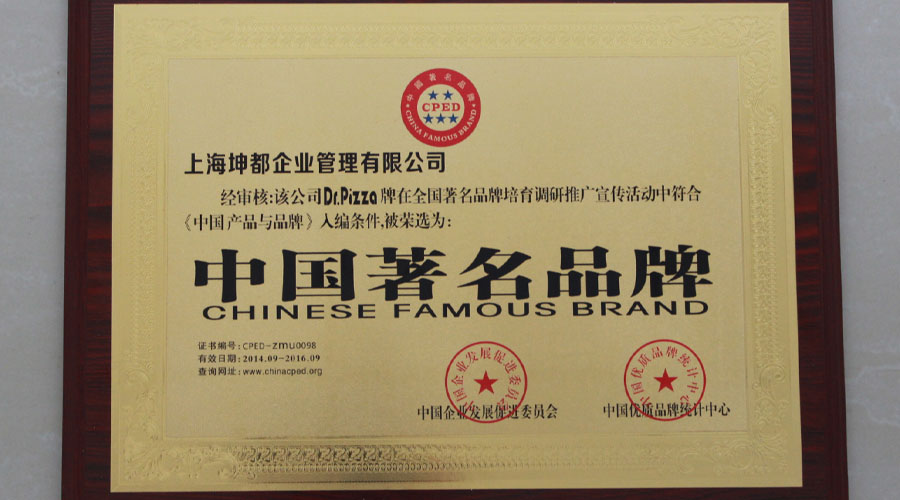 中国著名品牌
CPED
CHINA FAMOUS BRAND
上海坤都企业管理有限公司
经审核:该公司Dr.Pizza牌在全国著名品牌培育调研推广宣传活动中符合
《中国产品与品牌》入编条件,被荣选为:
中国著名品牌
CHINESE FAMOUS BRAND
证书编号:CPED-zmu0098
有效日期:2014.09-2016.09
查询网址:www.chinacped.org
中国企业发展促进委员会
中国优质品牌统计中心
中国企业发展促进委员会
中国优质品牌统计中心